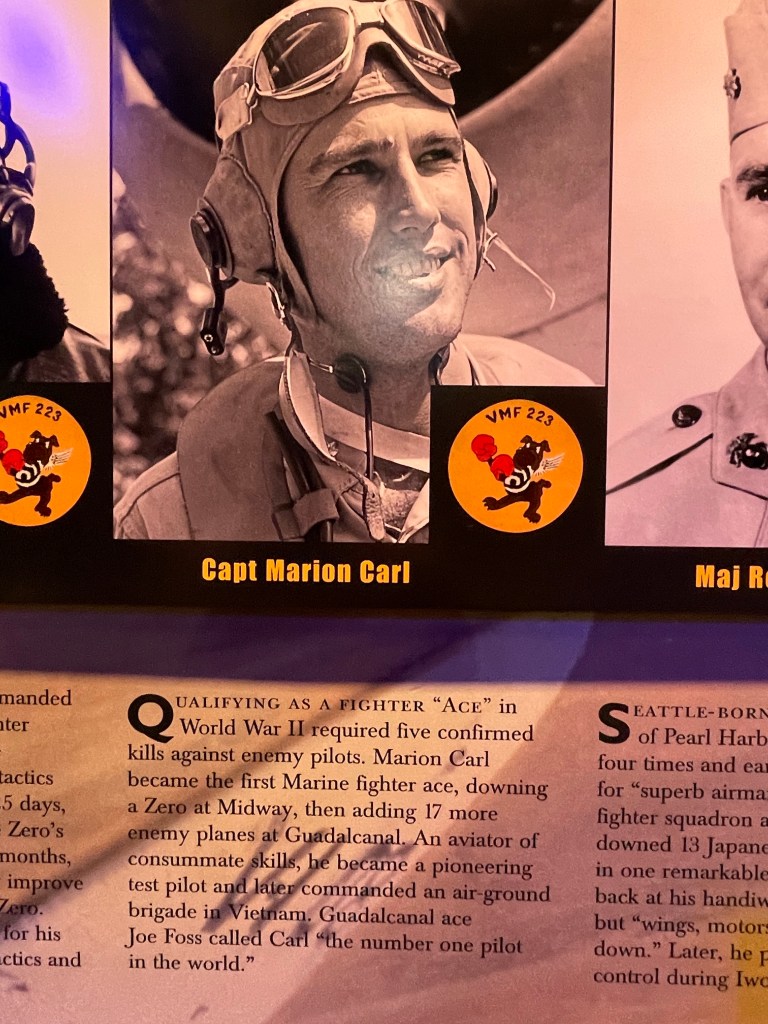 VMF 223
VMF 223
Capt Marion Carl
Maj
manded
tactics
5 days,
Zero's
months,
improve
Zero.
for his
ctics and
QUALIFYING AS A FIGHTER “ACE” in
World War II required five confirmed
kills against enemy pilots. Marion Carl
became the first Marine fighter ace, downing
a Zero at Midway, then adding 17 more
enemy planes at Guadalcanal. An aviator of
consummate skills, he became a pioneering
test pilot and later commanded an air-ground
brigade in Vietnam. Guadalcanal ace
Joe Foss called Carl “the number one pilot
in the world.”
SEATTLE-BORN
of Pearl Harb
four times and ear
for “superb airma
fighter squadron a
downed 13 Japane
in one remarkable
back at his handiw
but “wings, motors
down.” Later, he p
control during Iwo